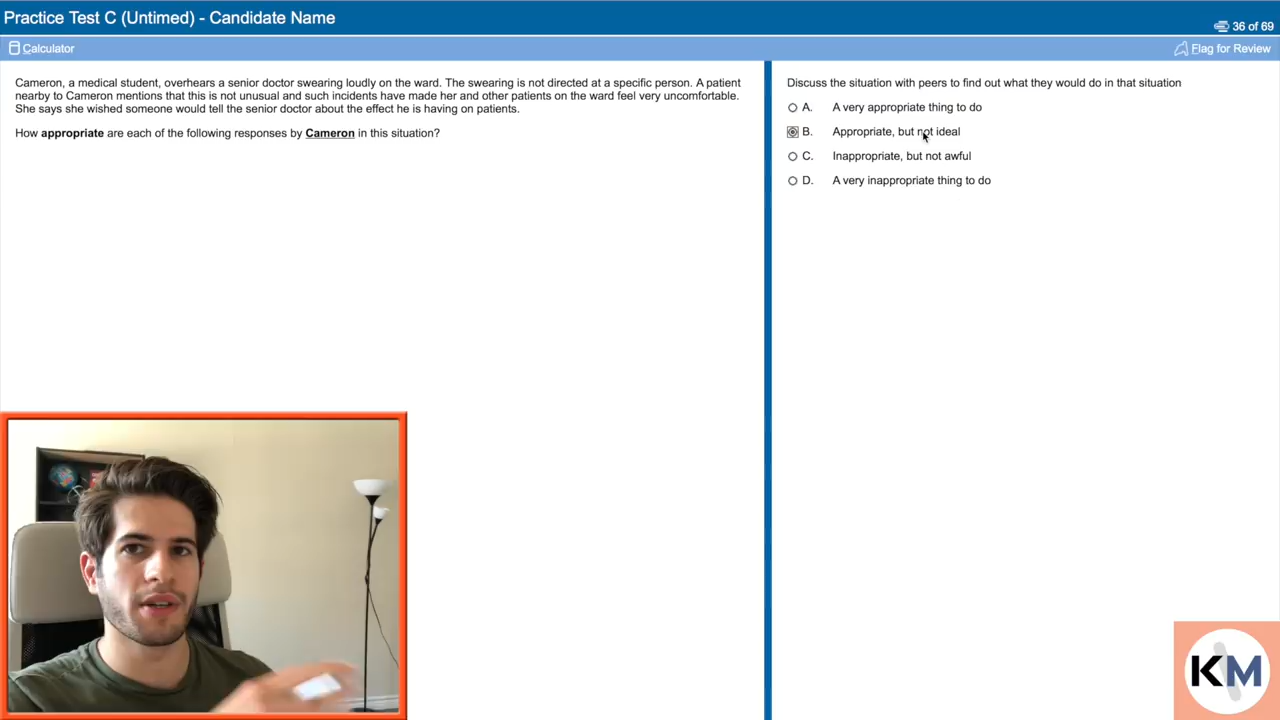 Practice Test C (Untimed) - Candidate Name
36 of 69
Calculator
Flag for Review
Cameron, a medical student, overhears a senior doctor swearing loudly on the ward. The swearing is not directed at a specific person. A patient
nearby to Cameron mentions that this is not unusual and such incidents have made her and other patients on the ward feel very uncomfortable.
She says she wished someone would tell the senior doctor about the effect he is having on patients.
How appropriate are each of the following responses by Cameron in this situation?
Discuss the situation with peers to find out what they would do in that situation
A. A very appropriate thing to do
B. Appropriate, but not ideal
C. Inappropriate, but not awful
D. A very inappropriate thing to do
KM